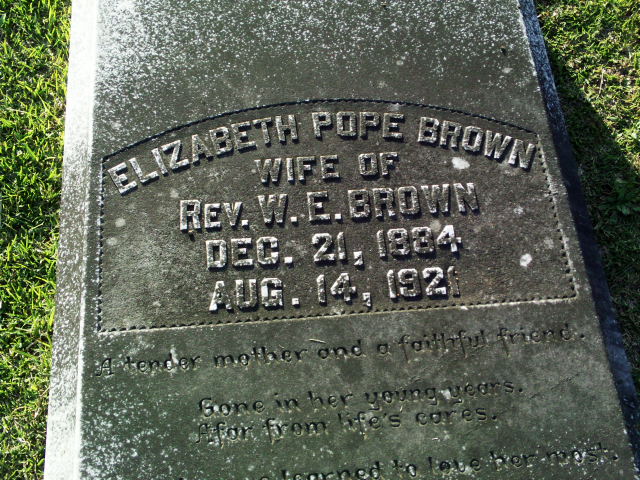 ELIZABETH POPE BROWN
WIFE OF
REV. W. E. BROWN
DEC. 21, 1884
AUG. 14, 1921
A tender mother and a faithful friend.
Gone in her young years.
Afar from life's cares.
learned to love her most.